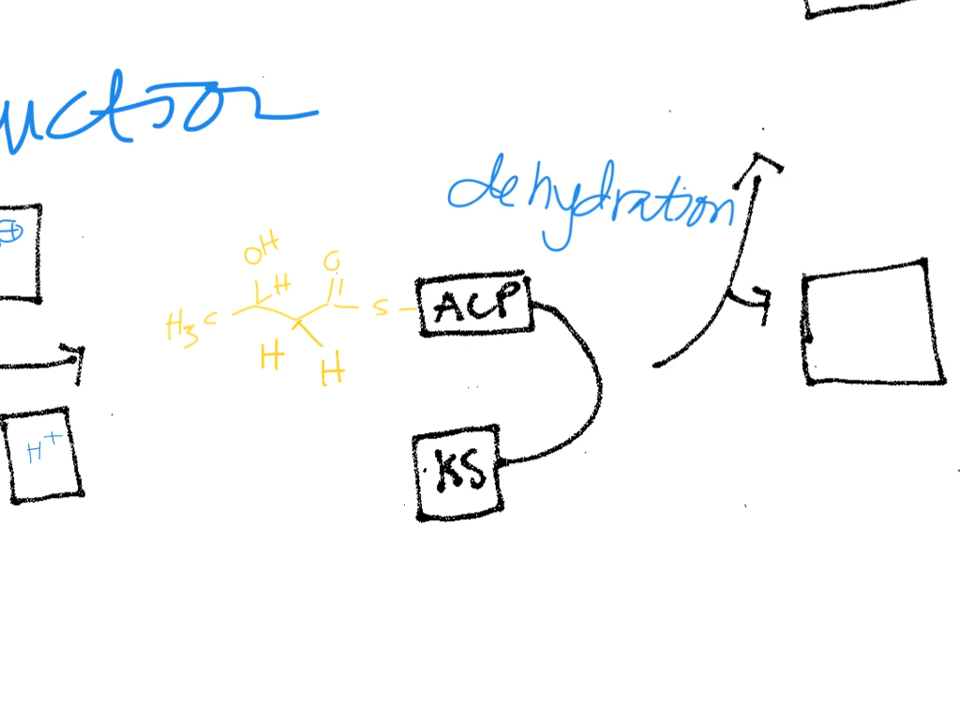 uction
dehydration
⊕
OH
H
O
H₃C
S
ACP
H
H
H⁺
KS